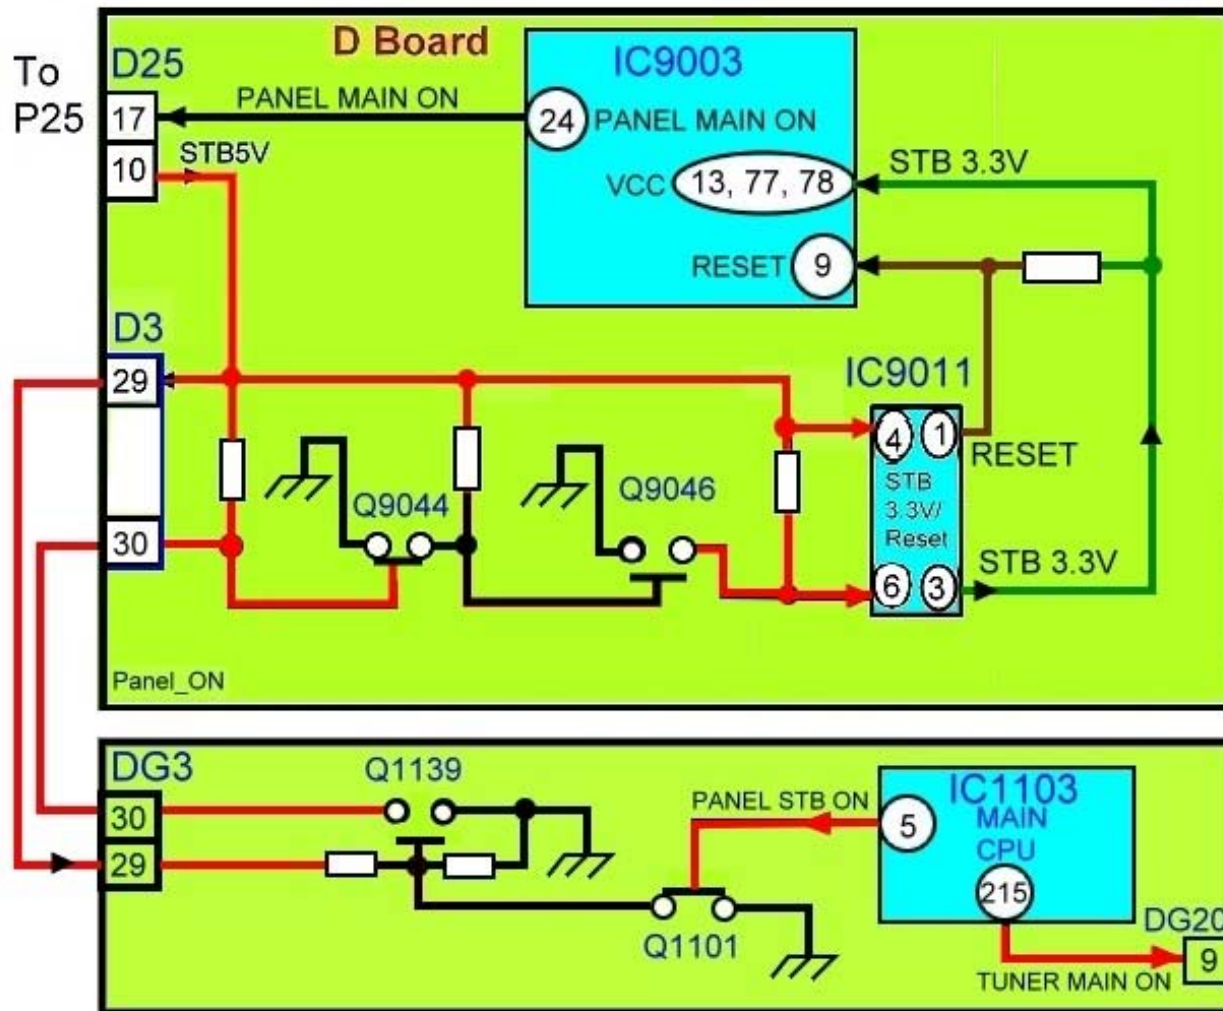 D Board
To
P25
D25
17
10
PANEL MAIN ON
STB5V
IC9003
24
PANEL MAIN ON
VCC
13, 77, 78
RESET
9
STB 3.3V
D3
29
30
Q9044
Q9046
IC9011
4
1
STB
3.3V/
Reset
6
3
RESET
STB 3.3V
Panel_ON
DG3
30
29
Q1139
Q1101
PANEL STB ON
IC1103
MAIN
CPU
5
215
DG20
9
TUNER MAIN ON